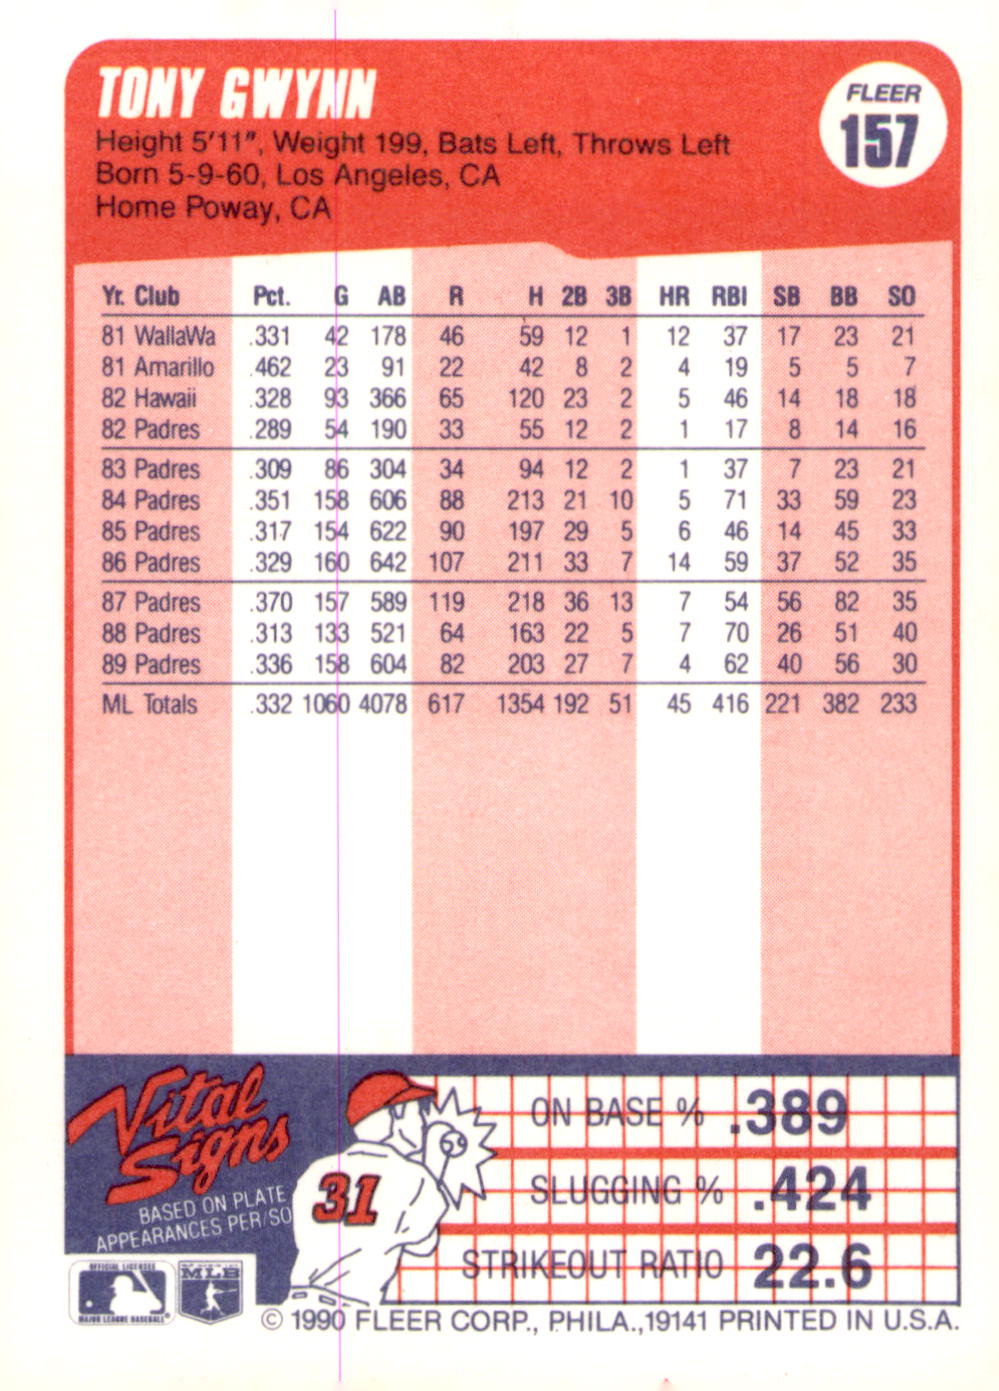 TONY GWYNN
FLEER
157
Height 5'11", Weight 199, Bats Left, Throws Left
Born 5-9-60, Los Angeles, CA
Home Poway, CA
Yr. Club Pct. G AB R H 2B 3B HR RBI SB BB SO
81 WallaWa .331 42 178 46 59 12 1 12 37 17 23 21
81 Amarillo .462 23 91 22 42 8 2 4 19 5 5 7
82 Hawaii .328 93 366 65 120 23 2 5 46 14 18 18
82 Padres .289 54 190 33 55 12 2 1 17 8 14 16
83 Padres .309 86 304 34 94 12 2 1 37 7 23 21
84 Padres .351 158 606 88 213 21 10 5 71 33 59 23
85 Padres .317 154 622 90 197 29 5 6 46 14 45 33
86 Padres .329 160 642 107 211 33 7 14 59 37 52 35
87 Padres .370 157 589 119 218 36 13 7 54 56 82 35
88 Padres .313 133 521 64 163 22 5 7 70 26 51 40
89 Padres .336 158 604 82 203 27 7 4 62 40 56 30
ML Totals .332 1060 4078 617 1354 192 51 45 416 221 382 233
Vital
Signs
BASED ON PLATE
APPEARANCES PER/SO
31
ON BASE % .389
SLUGGING % .424
STRIKEOUT RATIO 22.6
OFFICIAL LICENSEE
MAJOR LEAGUE BASEBALL®
MLB
© 1990 FLEER CORP., PHILA.,19141 PRINTED IN U.S.A.